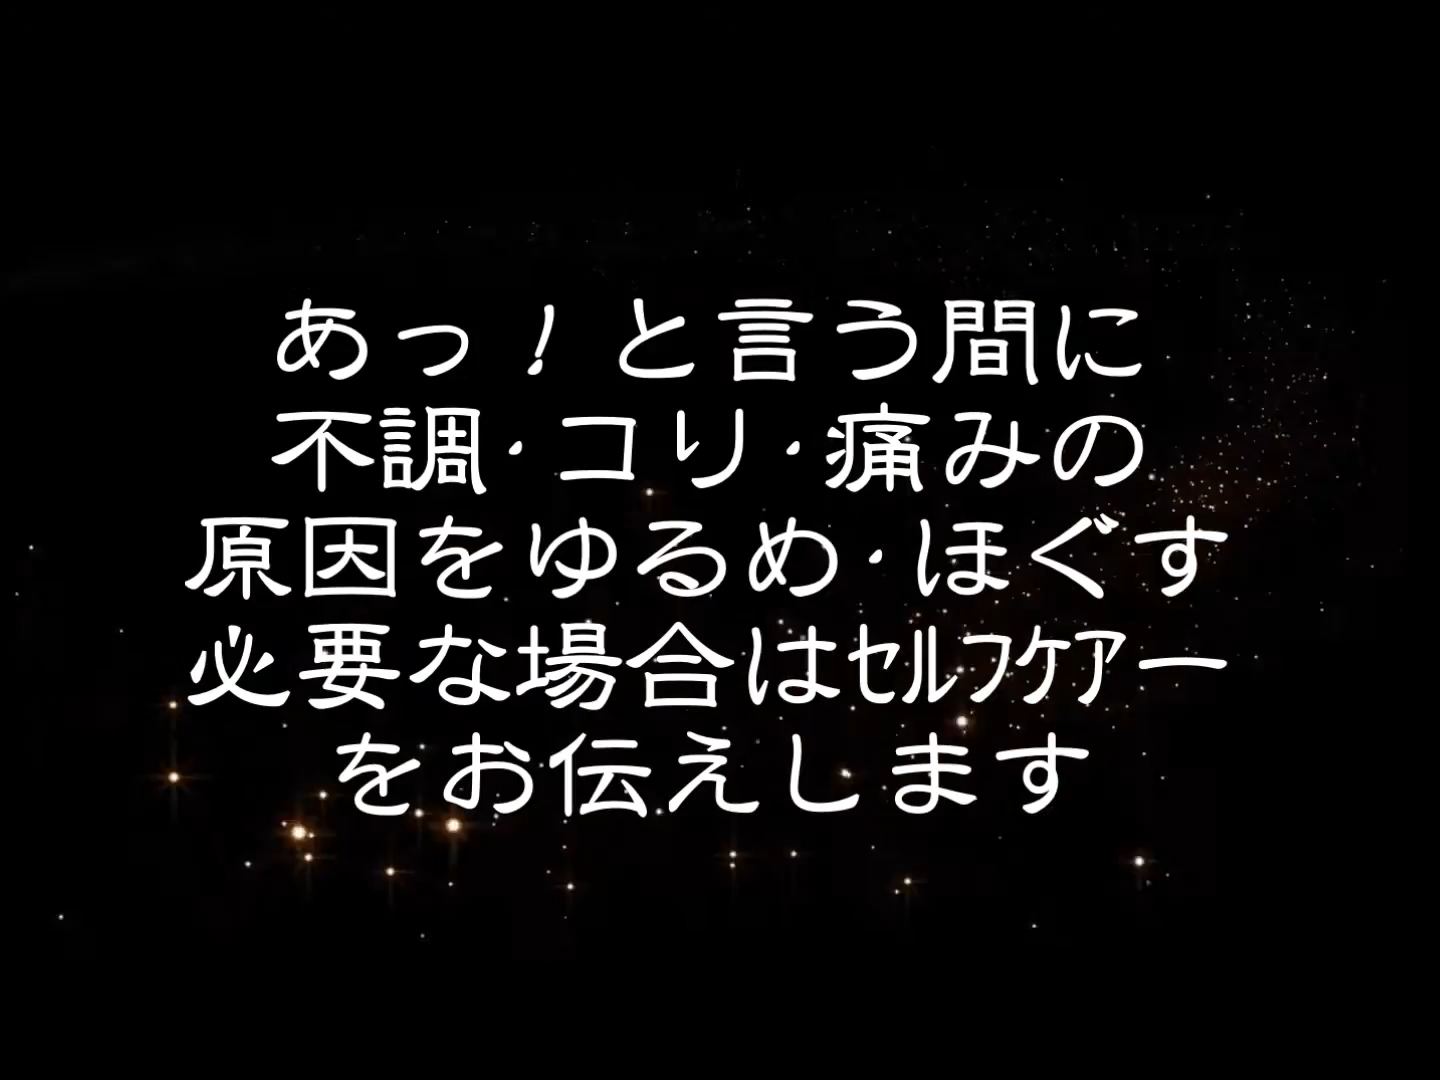 あっ！と言う間に
不調・コリ・痛みの
原因をゆるめ・ほぐす
必要な場合はｾﾙﾌｹｱー
をお伝えします